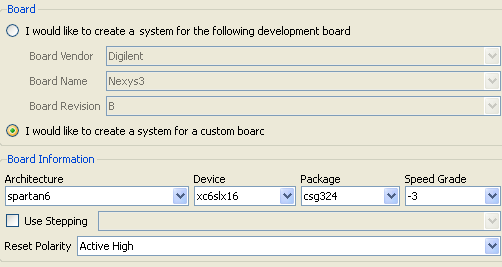 Board
I would like to create a system for the following development board
Board Vendor Digilent
Board Name Nexys3
Board Revision B
I would like to create a system for a custom board
Board Information
Architecture Device Package Speed Grade
spartan6 xc6slx16 csg324 -3
Use Stepping
Reset Polarity Active High